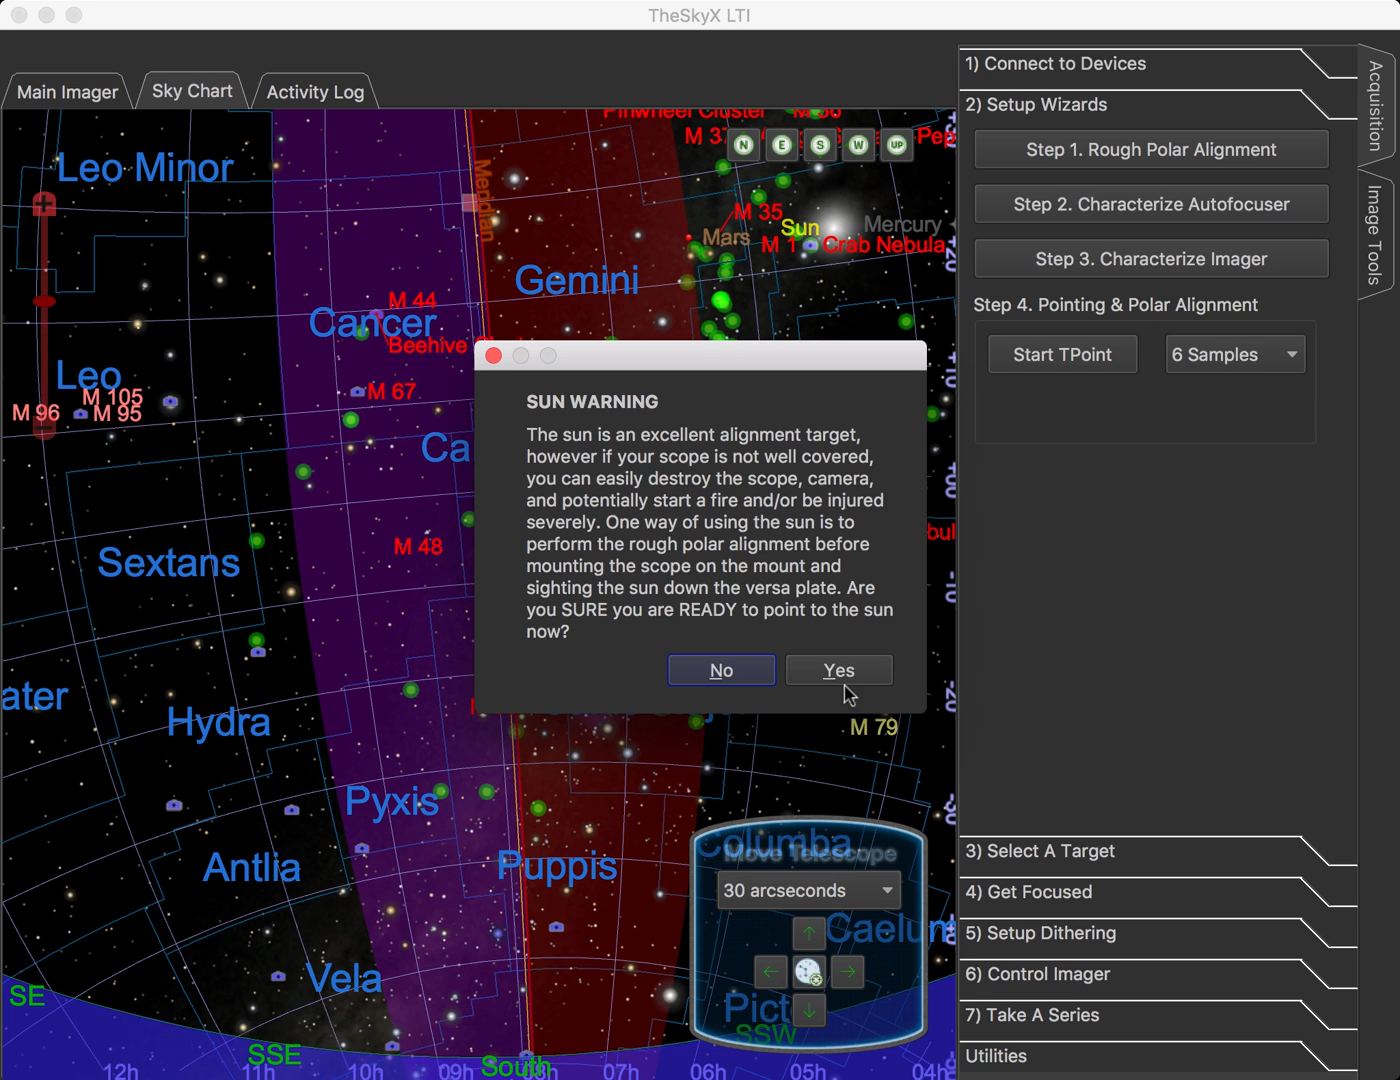 TheSkyX LTI
Main Imager
Sky Chart
Activity Log
1) Connect to Devices
2) Setup Wizards
Step 1. Rough Polar Alignment
Step 2. Characterize Autofocuser
Step 3. Characterize Imager
Step 4. Pointing & Polar Alignment
Start TPoint
6 Samples
3) Select A Target
4) Get Focused
5) Setup Dithering
6) Control Imager
7) Take A Series
Utilities
Acquisition
Image Tools
Pinwheel Cluster
M 37
N
E
S
W
UP
Leo Minor
Meridian
M 35
Sun
Mercury
Mars
M 1
Crab Nebula
Gemini
M 44
Cancer
Beehive
Leo
M 105
M 96
M 95
M 67
Ca
M 48
Sextans
SUN WARNING
The sun is an excellent alignment target,
however if your scope is not well covered,
you can easily destroy the scope, camera,
and potentially start a fire and/or be injured
severely. One way of using the sun is to
perform the rough polar alignment before
mounting the scope on the mount and
sighting the sun down the versa plate. Are
you SURE you are READY to point to the sun
now?
No
Yes
ater
Hydra
M 79
Pyxis
Antlia
Puppis
Columba
Move Telescope
30 arcseconds
Caelum
Pict
SSW
Vela
SE
SSE
South
12h
11h
10h
09h
08h
07h
06h
05h
04h